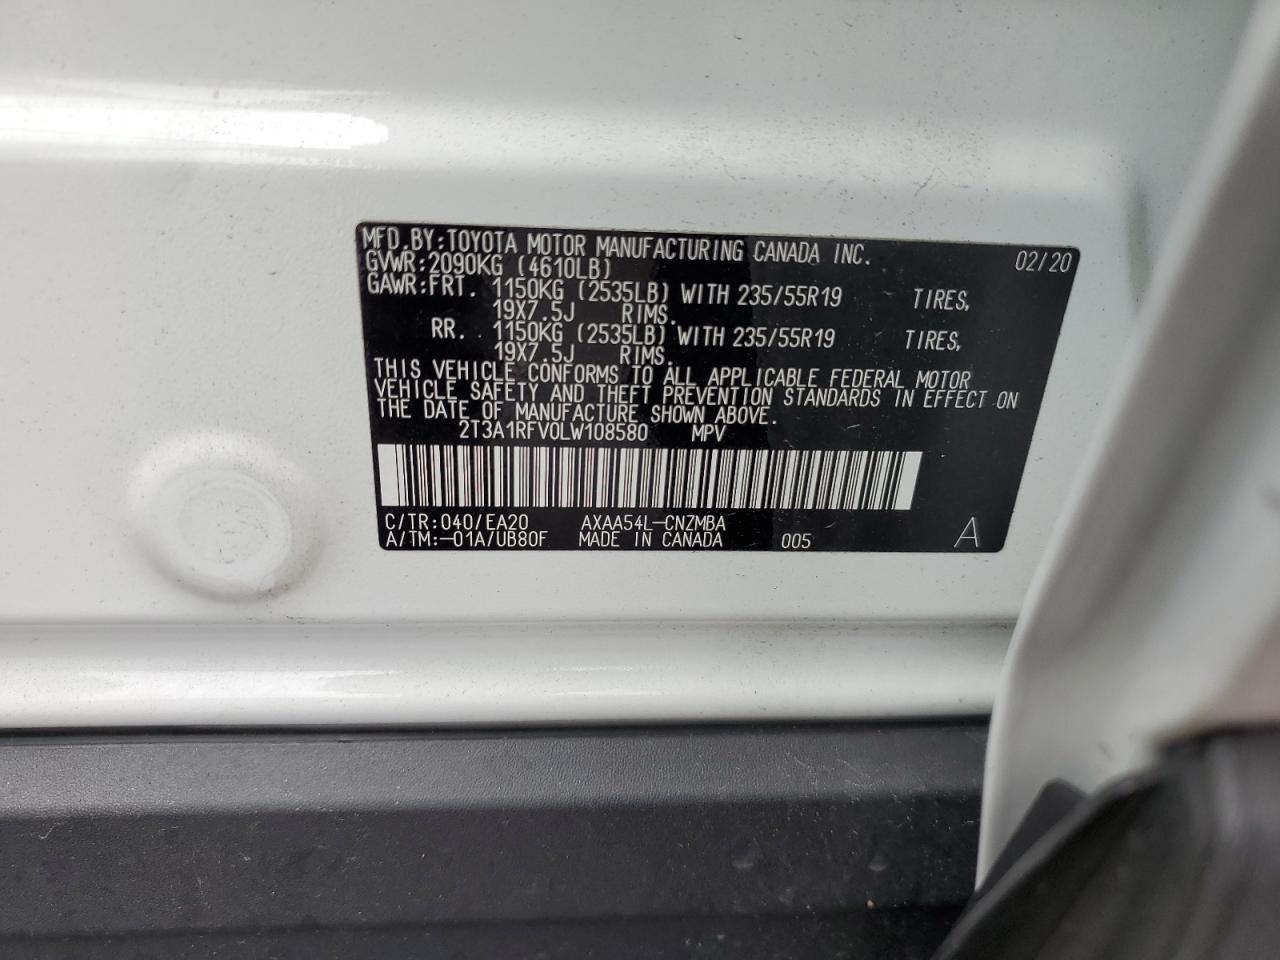 MFD.BY:TOYOTA MOTOR MANUFACTURING CANADA INC. 02/20
GVWR:2090KG (4610LB)
GAWR:FRT. 1150KG (2535LB) WITH 235/55R19 TIRES,
19X7.5J RIMS.
RR. 1150KG (2535LB) WITH 235/55R19 TIRES,
19X7.5J RIMS.
THIS VEHICLE CONFORMS TO ALL APPLICABLE FEDERAL MOTOR
VEHICLE SAFETY AND THEFT PREVENTION STANDARDS IN EFFECT ON
THE DATE OF MANUFACTURE SHOWN ABOVE.
2T3A1RFV0LW108580 MPV
C/TR:040/EA20 AXAA54L-CNZMBA
A/TM:-01A/UB80F MADE IN CANADA 005 A